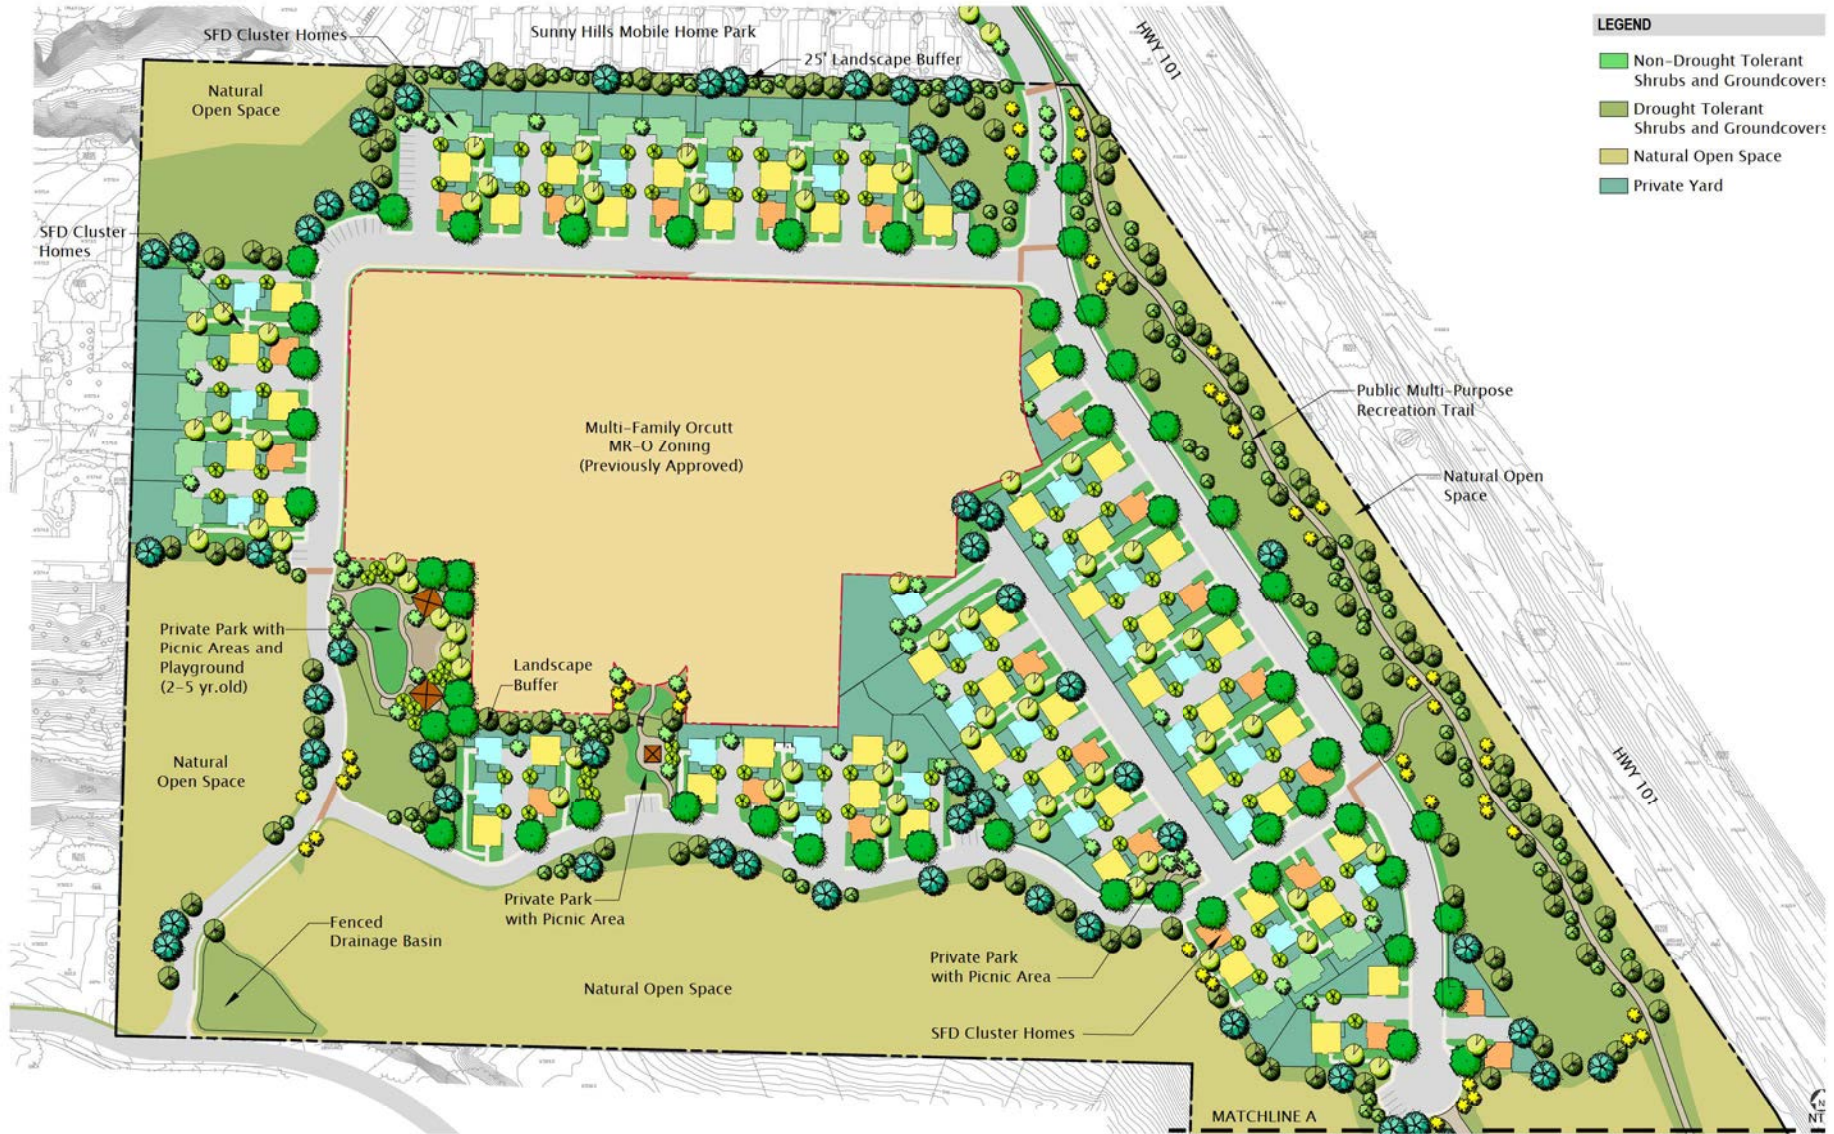 SFD Cluster Homes
Sunny Hills Mobile Home Park
25' Landscape Buffer
HWY 101
LEGEND
Non-Drought Tolerant
Shrubs and Groundcovers
Drought Tolerant
Shrubs and Groundcovers
Natural Open Space
Private Yard
Natural
Open Space
SFD Cluster
Homes
Multi-Family Orcutt
MR-O Zoning
(Previously Approved)
Public Multi-Purpose
Recreation Trail
Natural Open
Space
Private Park with
Picnic Areas and
Playground
(2-5 yr.old)
Landscape
Buffer
Natural
Open Space
HWY 101
Private Park
with Picnic Area
Fenced
Drainage Basin
Natural Open Space
Private Park
with Picnic Area
SFD Cluster Homes
MATCHLINE A